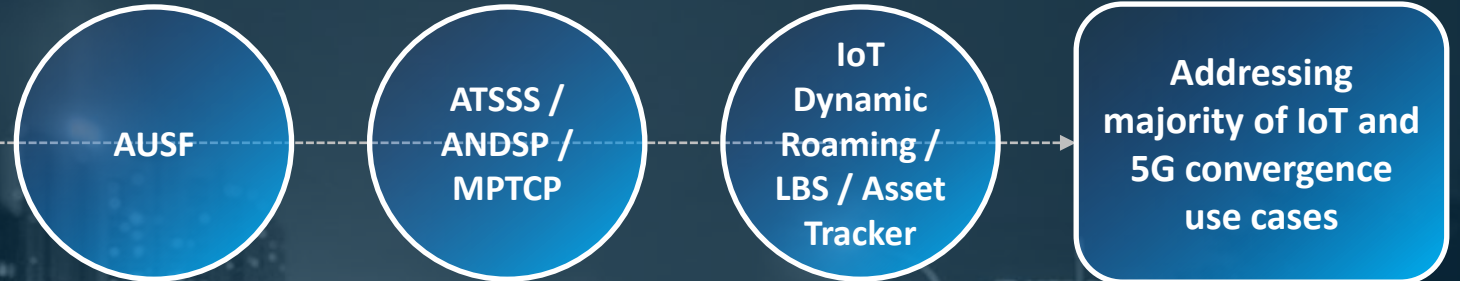 AUSF
ATSSS /
ANDSP /
MPTCP
IoT
Dynamic
Roaming /
LBS / Asset
Tracker
Addressing
majority of IoT and
5G convergence
use cases